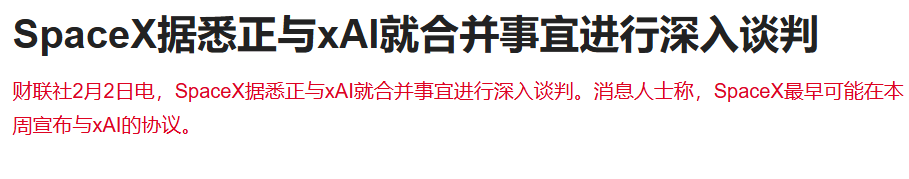 SpaceX据悉正与xAI就合并事宜进行深入谈判
财联社2月2日电，SpaceX据悉正与xAI就合并事宜进行深入谈判。消息人士称，SpaceX最早可能在本
周宣布与xAI的协议。